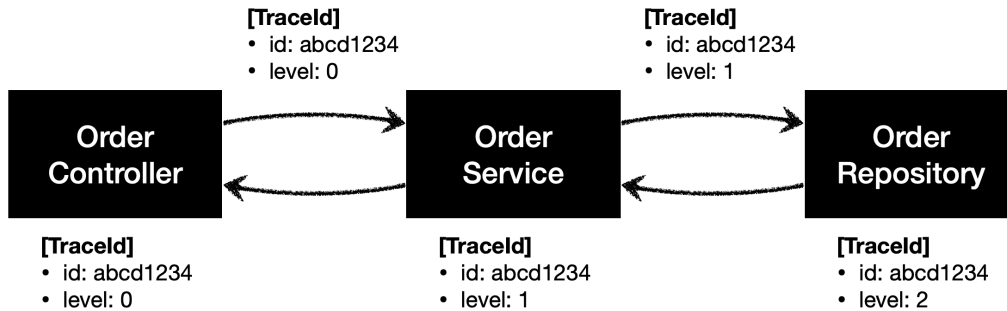 [TraceId]
• id: abcd1234
• level: 0
[TraceId]
• id: abcd1234
• level: 1
Order
Controller
Order
Service
Order
Repository
[TraceId]
• id: abcd1234
• level: 0
[TraceId]
• id: abcd1234
• level: 1
[TraceId]
• id: abcd1234
• level: 2